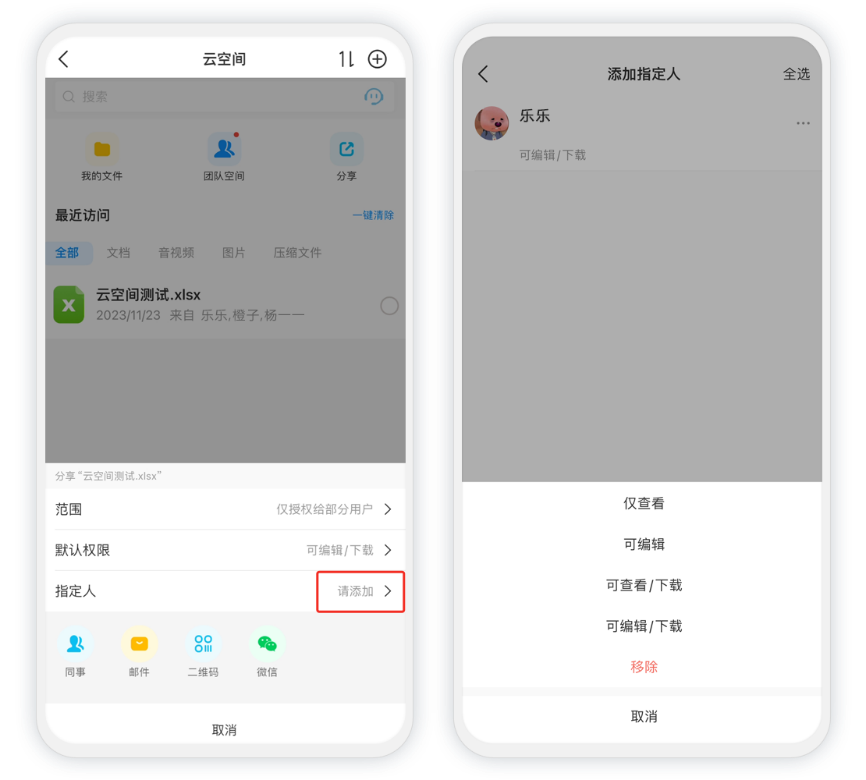 云空间
搜索
我的文件
团队空间
分享
最近访问
一键清除
全部
文档
音视频
图片
压缩文件
X
云空间测试.xlsx
2023/11/23 来自 乐乐,橙子,杨一一
分享“云空间测试.xlsx”
范围
仅授权给部分用户
默认权限
可编辑/下载
指定人
请添加
同事
邮件
二维码
微信
取消
添加指定人
全选
乐乐
可编辑/下载
仅查看
可编辑
可查看/下载
可编辑/下载
移除
取消